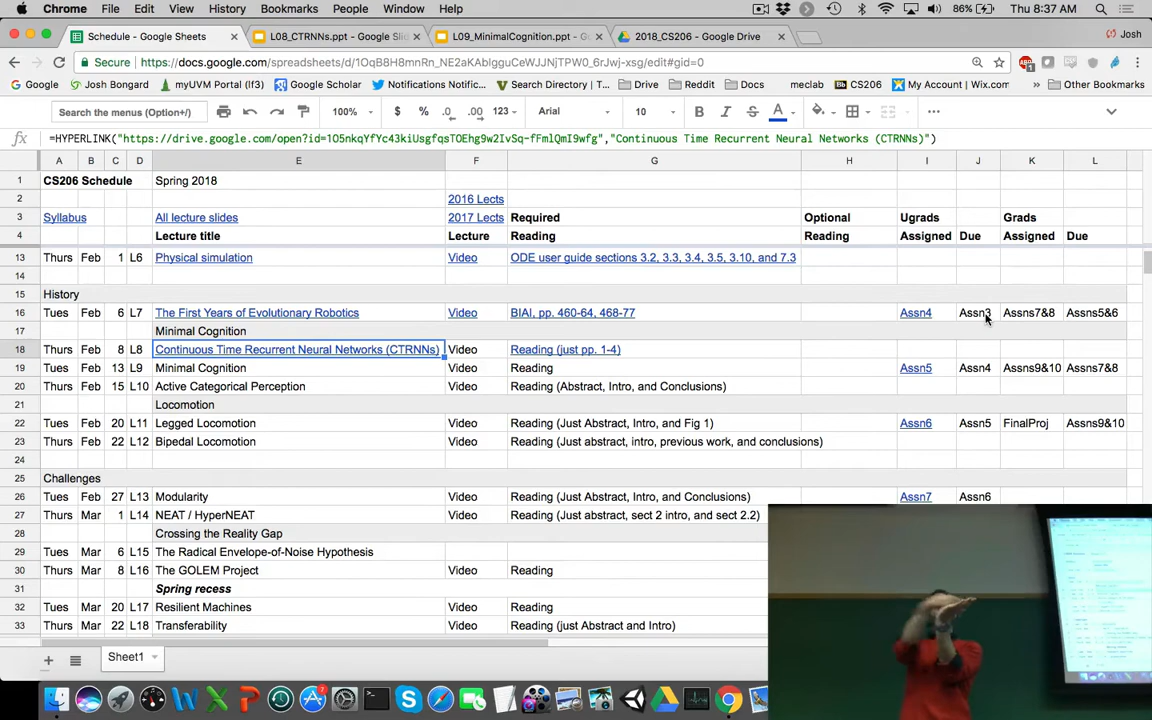 Chrome File Edit View History Bookmarks People Window Help 86% Thu 8:37 AM
Schedule - Google Sheets L08_CTRNNs.ppt - Google Slid L09_MinimalCognition.ppt - Goo 2018_CS206 - Google Drive Josh
Secure https://docs.google.com/spreadsheets/d/1OqB8H8mnRn_NE2aKAblgguCeWJJNjTPW0_6rJwj-xsg/edit#gid=0
Google Josh Bongard myUVM Portal (!) Google Scholar Notifications Notific... Search Directory | T... Drive Reddit Docs meclab CS206 My Account | Wix.com Other Bookmarks
Search the menus (Option+/) 100% $ % .0 .00 123 Arial 10 B I S A
fx =HYPERLINK("https://drive.google.com/open?id=1O5nkqYfYc43kiUsgfqsTOEhg9w2IvSq-fFmlQmI9wfg","Continuous Time Recurrent Neural Networks (CTRNNs)")
A B C D E F G H I J K L
1 CS206 Schedule Spring 2018
2 2016 Lects
3 Syllabus All lecture slides 2017 Lects Required Optional Ugrads Grads
4 Lecture title Lecture Reading Reading Assigned Due Assigned Due
13 Thurs Feb 1 L6 Physical simulation Video ODE user guide sections 3.2, 3.3, 3.4, 3.5, 3.10, and 7.3
14
15 History
16 Tues Feb 6 L7 The First Years of Evolutionary Robotics Video BIAI, pp. 460-64, 468-77 Assn4 Assn3 Assns7&8 Assns5&6
17 Minimal Cognition
18 Thurs Feb 8 L8 Continuous Time Recurrent Neural Networks (CTRNNs) Video Reading (just pp. 1-4)
19 Tues Feb 13 L9 Minimal Cognition Video Reading Assn5 Assn4 Assns9&10 Assns7&8
20 Thurs Feb 15 L10 Active Categorical Perception Video Reading (Abstract, Intro, and Conclusions)
21 Locomotion
22 Tues Feb 20 L11 Legged Locomotion Video Reading (Just Abstract, Intro, and Fig 1) Assn6 Assn5 FinalProj Assns9&10
23 Thurs Feb 22 L12 Bipedal Locomotion Video Reading (Just abstract, intro, previous work, and conclusions)
24
25 Challenges
26 Tues Feb 27 L13 Modularity Video Reading (Just Abstract, Intro, and Conclusions) Assn7 Assn6
27 Thurs Mar 1 L14 NEAT / HyperNEAT Video Reading (Just abstract, sect 2 intro, and sect 2.2)
28 Crossing the Reality Gap
29 Tues Mar 6 L15 The Radical Envelope-of-Noise Hypothesis Video
30 Thurs Mar 8 L16 The GOLEM Project Video Reading
31 Spring recess
32 Tues Mar 20 L17 Resilient Machines Video Reading
33 Thurs Mar 22 L18 Transferability Video Reading (just Abstract and Intro)
Sheet1